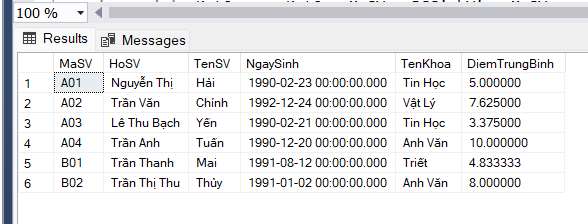 100 %
Results Messages
MaSV HoSV TenSV NgaySinh TenKhoa DiemTrungBinh
1 A01 Nguyễn Thị Hải 1990-02-23 00:00:00.000 Tin Học 5.000000
2 A02 Trần Văn Chính 1992-12-24 00:00:00.000 Vật Lý 7.625000
3 A03 Lê Thu Bạch Yến 1990-02-21 00:00:00.000 Tin Học 3.375000
4 A04 Trần Anh Tuấn 1990-12-20 00:00:00.000 Anh Văn 10.000000
5 B01 Trần Thanh Mai 1991-08-12 00:00:00.000 Triết 4.833333
6 B02 Trần Thị Thu Thủy 1991-01-02 00:00:00.000 Anh Văn 8.000000